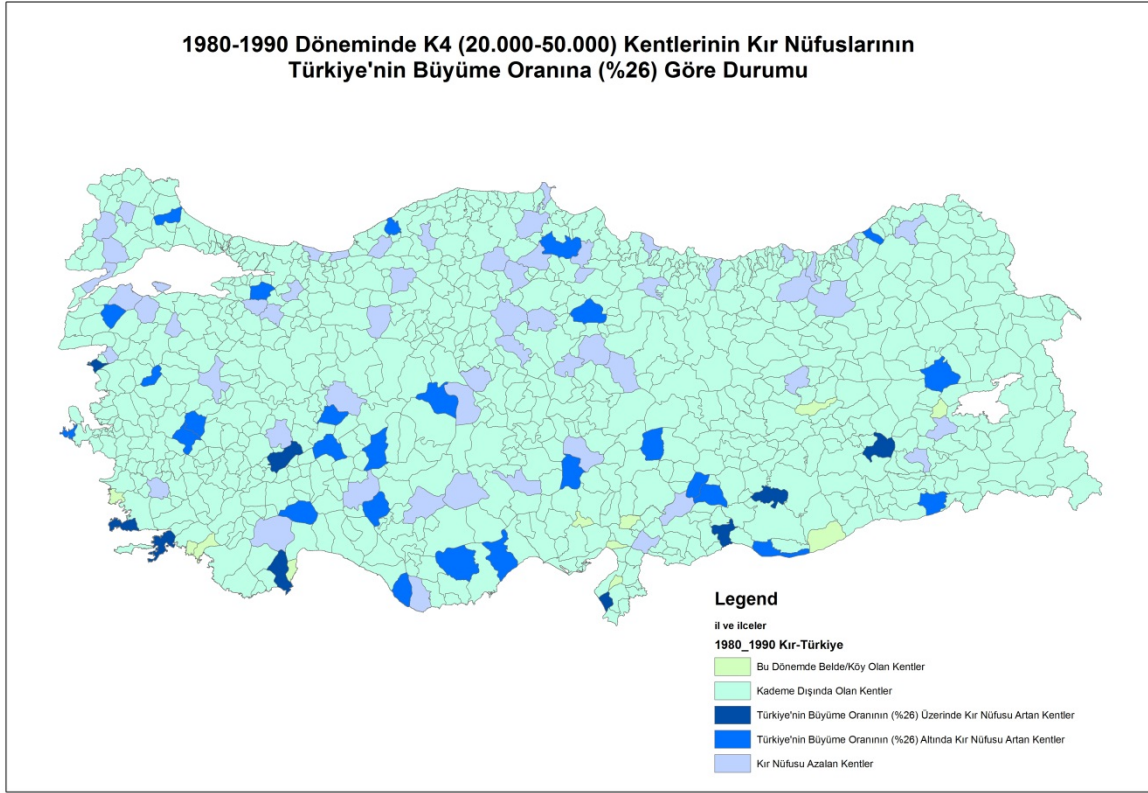 1980-1990 Döneminde K4 (20.000-50.000) Kentlerinin Kır Nüfuslarının
Türkiye'nin Büyüme Oranına (%26) Göre Durumu
Legend
il ve ilceler
1980_1990 Kır-Türkiye
Bu Dönemde Belde/Köy Olan Kentler
Kademe Dışında Olan Kentler
Türkiye'nin Büyüme Oranının (%26) Üzerinde Kır Nüfusu Artan Kentler
Türkiye'nin Büyüme Oranının (%26) Altında Kır Nüfusu Artan Kentler
Kır Nüfusu Azalan Kentler